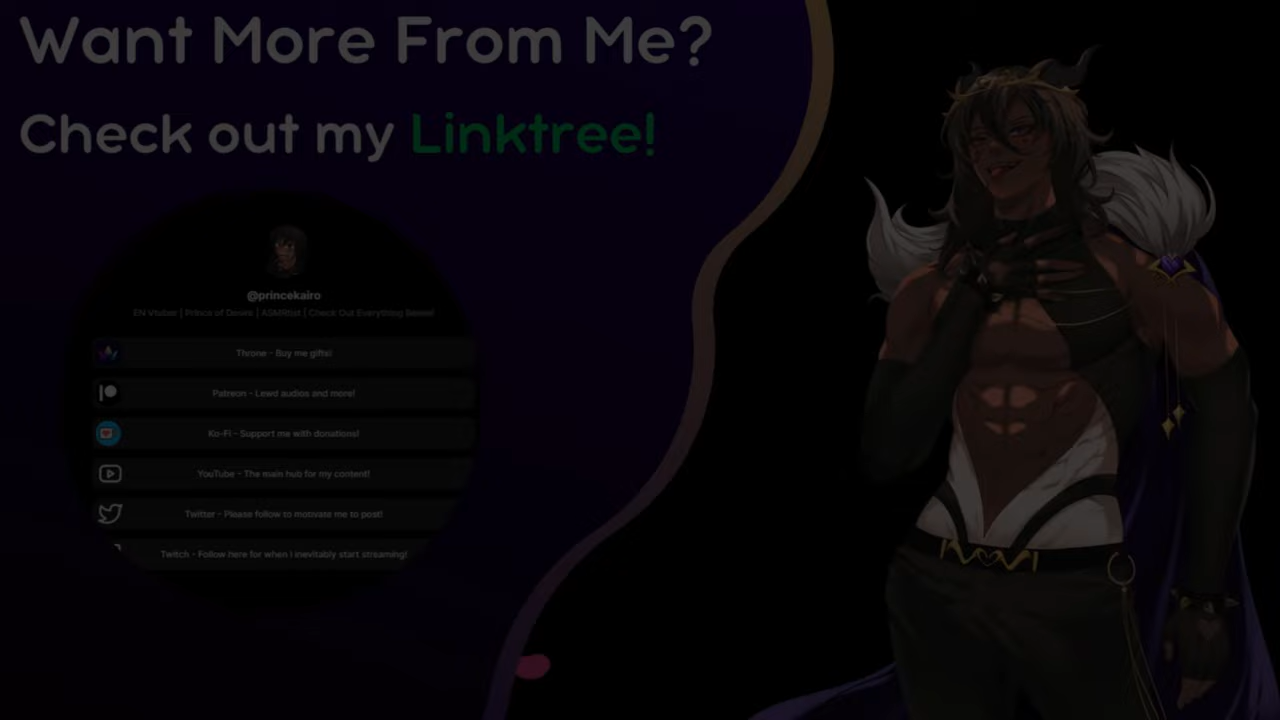 Want More From Me?
Check out my Linktree!
@princekairo
EN Vtuber | Prince of Desire | ASMRtist | Check Out Everything Below!
Throne - Buy me gifts!
Patreon - Lewd audios and more!
Ko-Fi - Support me with donations!
YouTube - The main hub for my content!
Twitter - Please follow to motivate me to post!
Twitch - Follow here for when I inevitably start streaming!